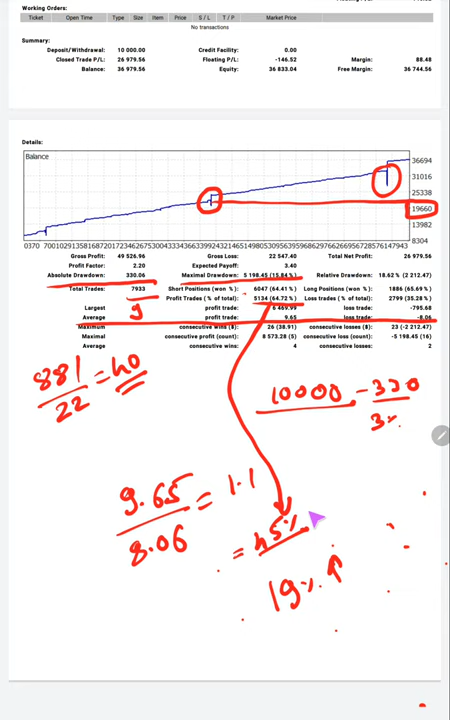 Working Orders:
Ticket Open Time Type Size Item Price S / L T / P Market Price
No transactions
Summary:
Deposit/Withdrawal: 10 000.00 Credit Facility: 0.00
Closed Trade P/L: 26 979.56 Floating P/L: -146.52 Margin: 88.48
Balance: 36 979.56 Equity: 36 833.04 Free Margin: 36 744.56
Details:
Balance
36694
31016
25338
19660
13982
8304
Gross Profit: 49 526.96 Gross Loss: 22 547.40 Total Net Profit: 26 979.56
Profit Factor: 2.20 Expected Payoff: 3.40
Absolute Drawdown: 330.06 Maximal Drawdown: 5 198.45 (15.84 %) Relative Drawdown: 18.62 % (2 212.47)
Total Trades: 7933 Short Positions (won %): 6047 (64.41 %) Long Positions (won %): 1886 (65.69 %)
Profit Trades (% of total): 5134 (64.72 %) Loss trades (% of total): 2799 (35.28 %)
Largest profit trade: 6 469.99 loss trade: -795.68
Average profit trade: 9.65 loss trade: -8.06
Maximum consecutive wins ($): 26 (38.91) consecutive losses ($): 23 (-2 212.47)
Maximal consecutive profit (count): 8 573.28 (5) consecutive loss (count): -5 198.45 (16)
Average consecutive wins: 4 consecutive losses: 2
9
881
22
= 40
10000 - 330
3%
9.65
8.06
= 1.1
= 45%
19% ↑